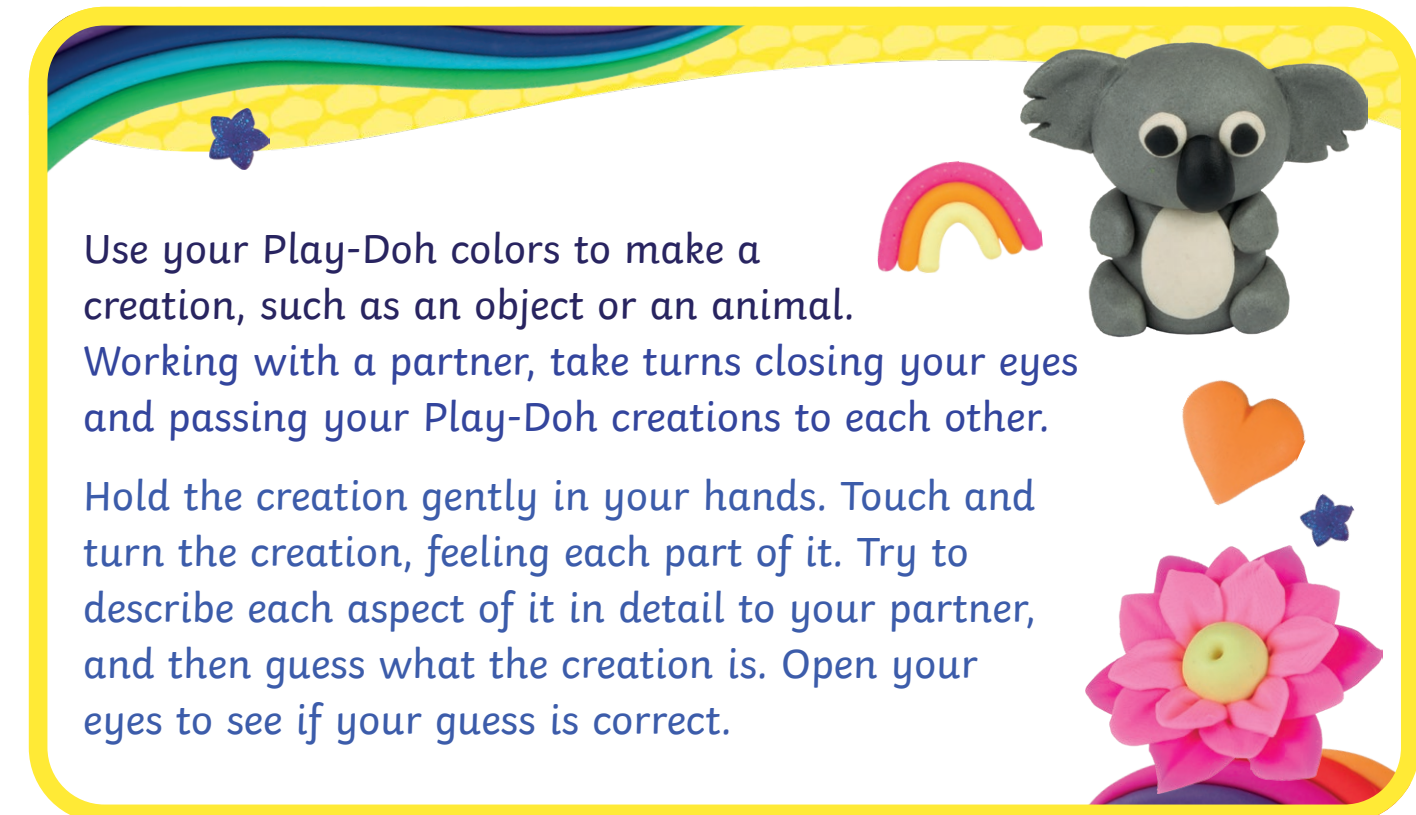 Use your Play-Doh colors to make a
creation, such as an object or an animal.
Working with a partner, take turns closing your eyes
and passing your Play-Doh creations to each other.
Hold the creation gently in your hands. Touch and
turn the creation, feeling each part of it. Try to
describe each aspect of it in detail to your partner,
and then guess what the creation is. Open your
eyes to see if your guess is correct.